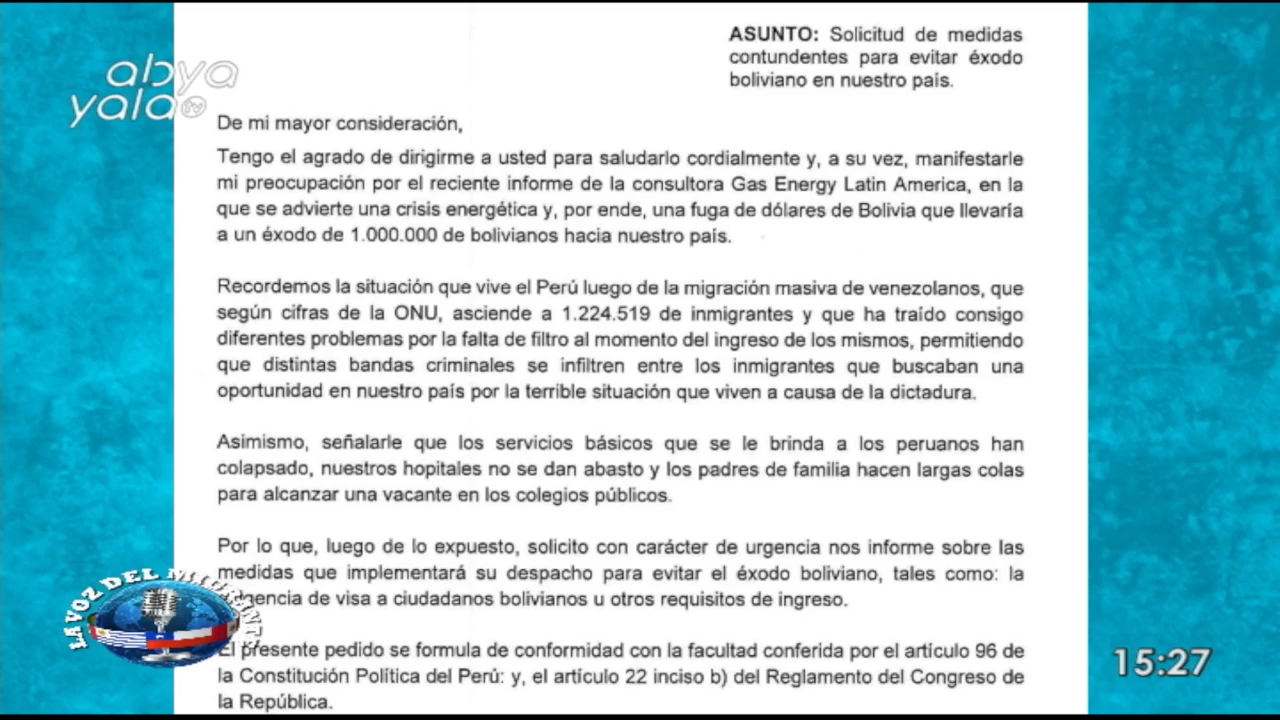 abya
yala tv
ASUNTO: Solicitud de medidas
contundentes para evitar éxodo
boliviano en nuestro país.
De mi mayor consideración,
Tengo el agrado de dirigirme a usted para saludarlo cordialmente y, a su vez, manifestarle
mi preocupación por el reciente informe de la consultora Gas Energy Latin America, en la
que se advierte una crisis energética y, por ende, una fuga de dólares de Bolivia que llevaría
a un éxodo de 1.000.000 de bolivianos hacia nuestro país.
Recordemos la situación que vive el Perú luego de la migración masiva de venezolanos, que
según cifras de la ONU, asciende a 1.224.519 de inmigrantes y que ha traído consigo
diferentes problemas por la falta de filtro al momento del ingreso de los mismos, permitiendo
que distintas bandas criminales se infiltren entre los inmigrantes que buscaban una
oportunidad en nuestro país por la terrible situación que viven a causa de la dictadura.
Asimismo, señalarle que los servicios básicos que se le brinda a los peruanos han
colapsado, nuestros hopitales no se dan abasto y los padres de familia hacen largas colas
para alcanzar una vacante en los colegios públicos.
Por lo que, luego de lo expuesto, solicito con carácter de urgencia nos informe sobre las
medidas que implementará su despacho para evitar el éxodo boliviano, tales como: la
de visa a ciudadanos bolivianos u otros requisitos de ingreso.
El presente pedido se formula de conformidad con la facultad conferida por el artículo 96 de
la Constitución Política del Perú: y, el artículo 22 inciso b) del Reglamento del Congreso de
la República.
LA VOZ DEL MIGRANTE
15:27